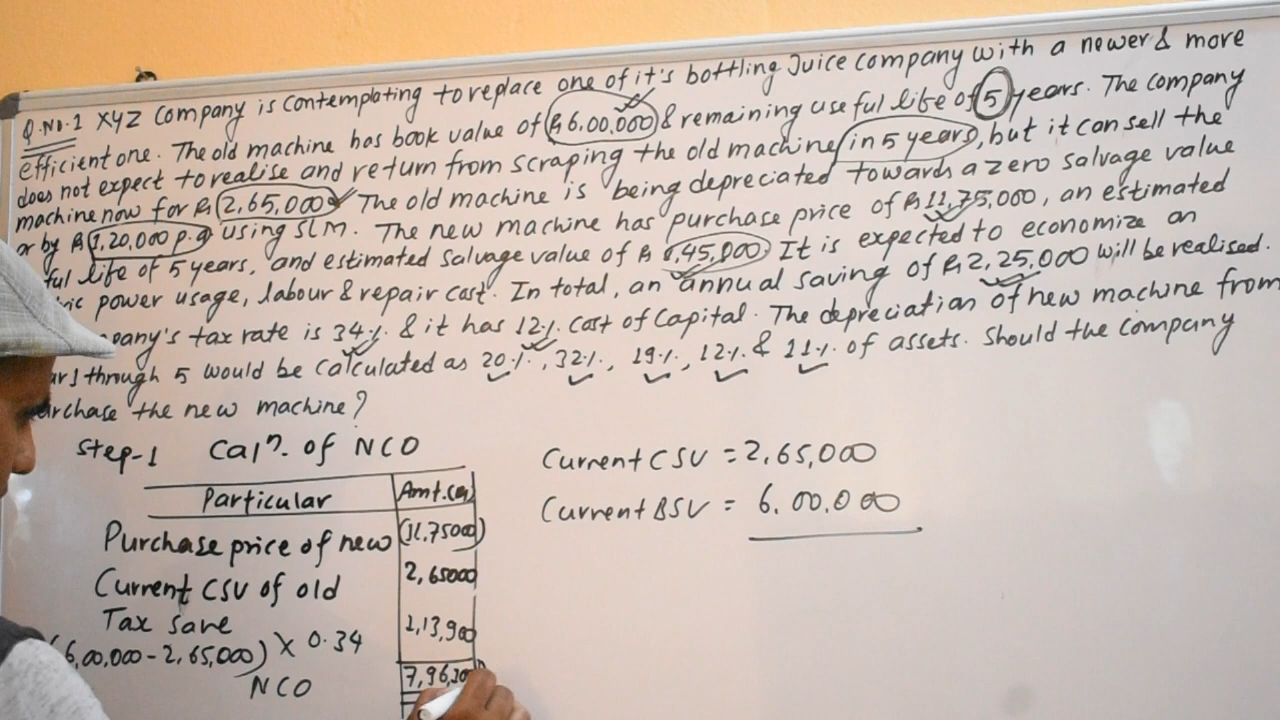 Q.No.1 XYZ Company is Contemplating to replace one of it's bottling Juice company with a newer & more
efficient one. The old machine has book value of Rs 6,00,000 & remaining useful life of 5 years. The company
does not expect to realise and return from scraping the old machine in 5 years, but it can sell the
machine now for Rs 2,65,000. The old machine is being depreciated towards a zero salvage value
or by Rs 1,20,000 p.a using SLM. The new machine has purchase price of Rs 11,75,000, an estimated
ful life of 5 years, and estimated salvage value of Rs 1,45,000. It is expected to economize on
ric power usage, labour & repair cost. In total, an annual saving of Rs 2,25,000 will be realised.
pany's tax rate is 34%. & it has 12%. cost of Capital. The depreciation of new machine from
ar 1 through 5 would be calculated as 20%, 32%, 19%, 12% & 11% of assets. Should the company
urchase the new machine?
Step-1 Calⁿ. of NCO
Particular Amt.(Rs)
Purchase price of new (11,75000)
Current CSV of old 2,65000
Tax save 1,13,900
(6,00,000 - 2,65,000) X 0.34
NCO 7,96,10
Current CSV = 2,65,000
Current BSV = 6,00,000